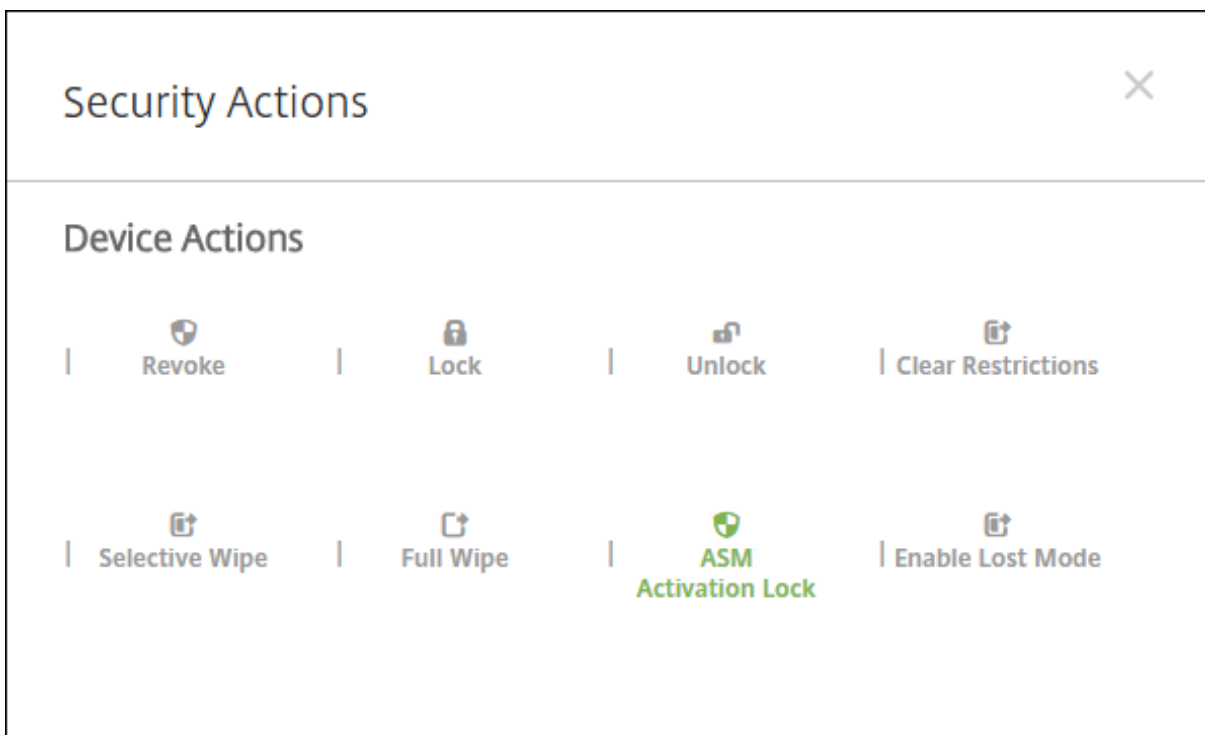 Security Actions
Device Actions
Revoke
Lock
Unlock
Clear Restrictions
Selective Wipe
Full Wipe
ASM
Activation Lock
Enable Lost Mode